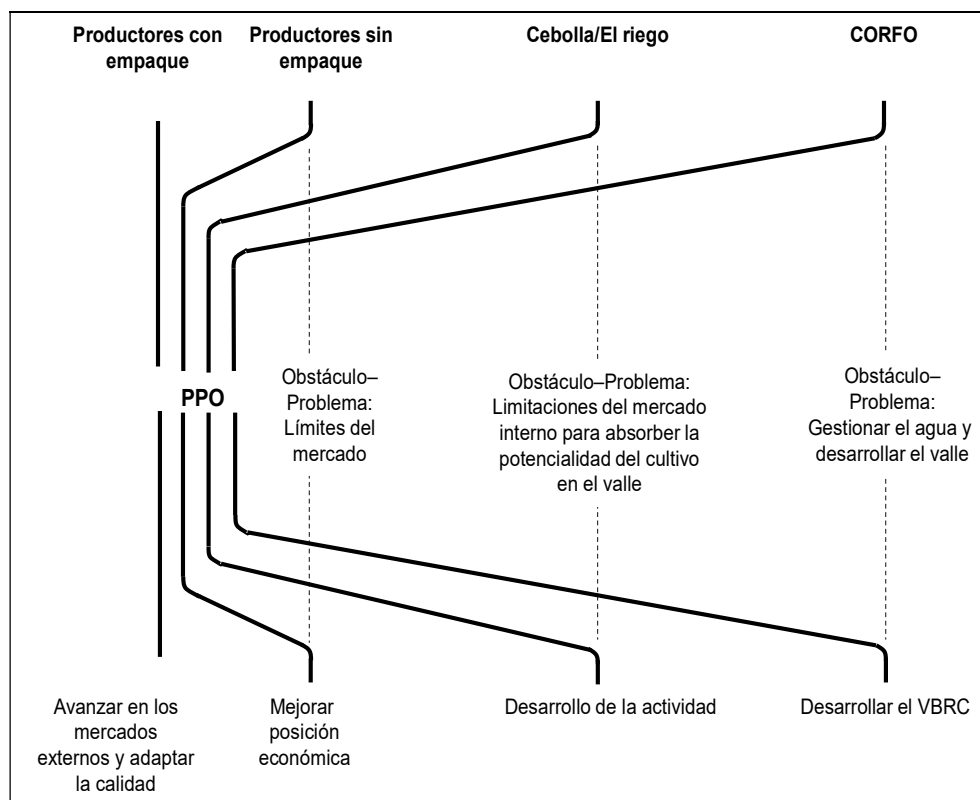 Productores con
empaque
Productores sin
empaque
Cebolla/El riego
CORFO
PPO
Obstáculo–
Problema:
Límites del
mercado
Obstáculo–Problema:
Limitaciones del mercado
interno para absorber la
potencialidad del cultivo
en el valle
Obstáculo–
Problema:
Gestionar el agua y
desarrollar el valle
Avanzar en los
mercados
externos y adaptar
la calidad
Mejorar
posición
económica
Desarrollo de la actividad
Desarrollar el VBRC